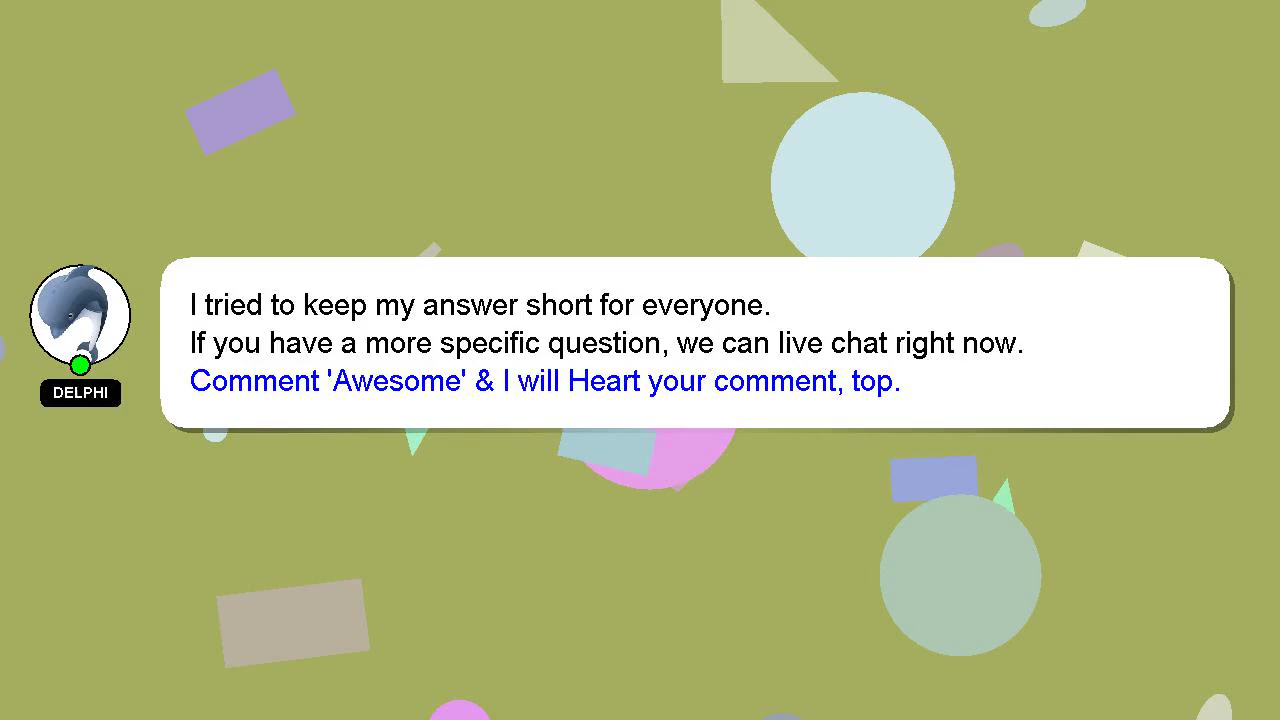 I tried to keep my answer short for everyone.
If you have a more specific question, we can live chat right now.
Comment 'Awesome' & I will Heart your comment, top.
DELPHI